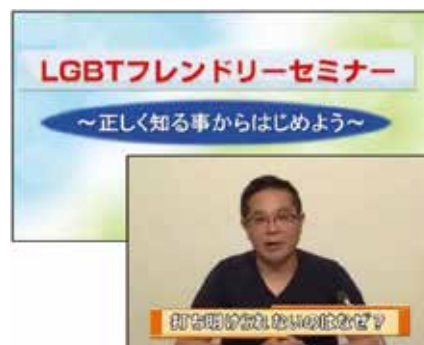 LGBTフレンドリーセミナー
～正しく知る事からはじめよう～
打ち明けられないのはなぜ？